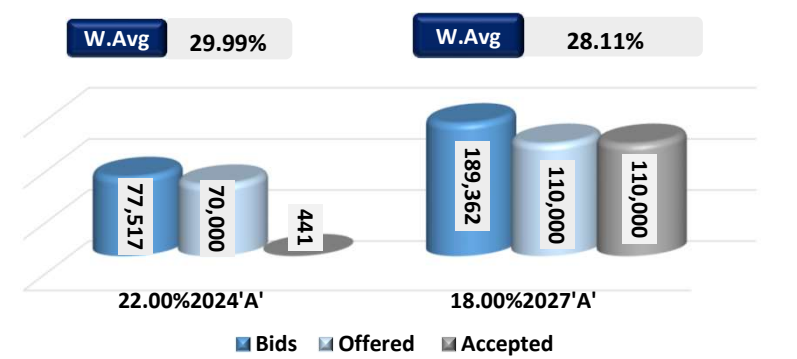 W.Avg 29.99%
W.Avg 28.11%
77,517
70,000
441
189,362
110,000
110,000
22.00%2024'A'
18.00%2027'A'
Bids Offered Accepted